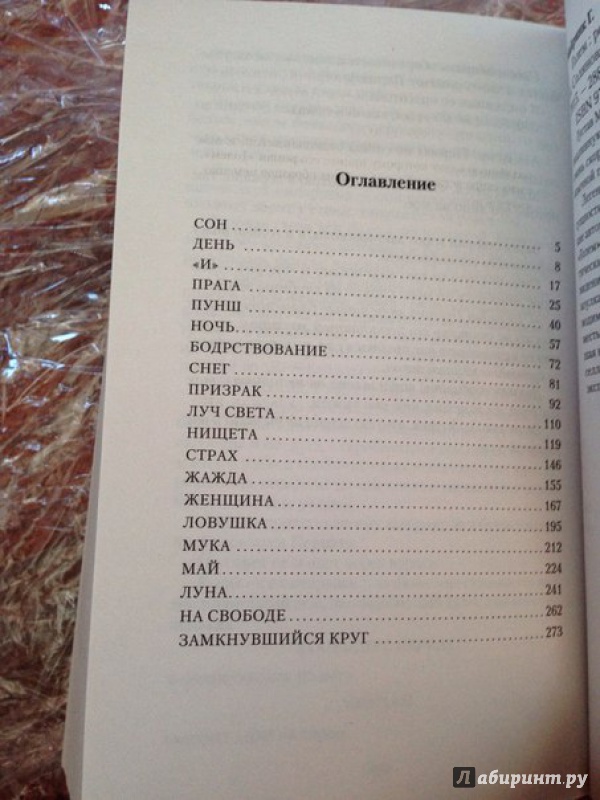 Оглавление
СОН 5
ДЕНЬ 8
«И» 17
ПРАГА 25
ПУНШ 40
НОЧЬ 57
БОДРСТВОВАНИЕ 72
СНЕГ 81
ПРИЗРАК 92
ЛУЧ СВЕТА 110
НИЩЕТА 119
СТРАХ 146
ЖАЖДА 155
ЖЕНЩИНА 167
ЛОВУШКА 195
МУКА 212
МАЙ 224
ЛУНА 241
НА СВОБОДЕ 262
ЗАМКНУВШИЙСЯ КРУГ 273
ISBN 97
Лабиринт.ру